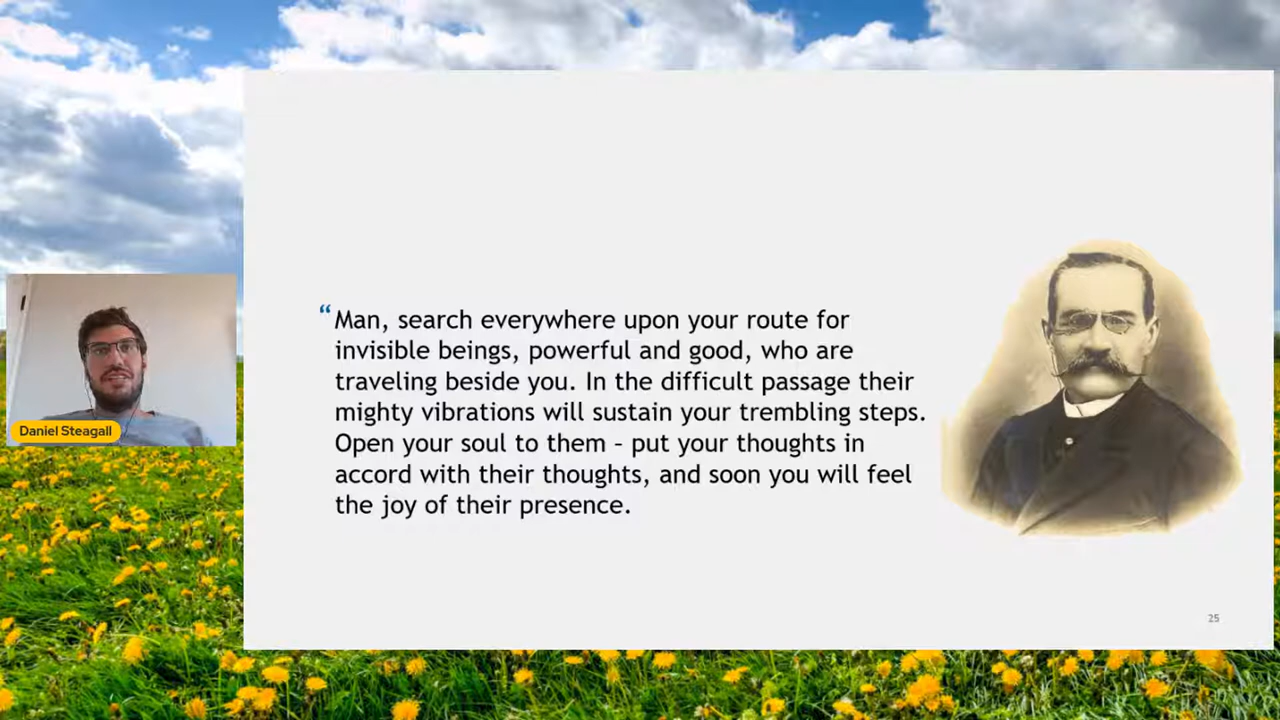 “Man, search everywhere upon your route for
invisible beings, powerful and good, who are
traveling beside you. In the difficult passage their
mighty vibrations will sustain your trembling steps.
Open your soul to them – put your thoughts in
accord with their thoughts, and soon you will feel
the joy of their presence.
Daniel Steagall
25